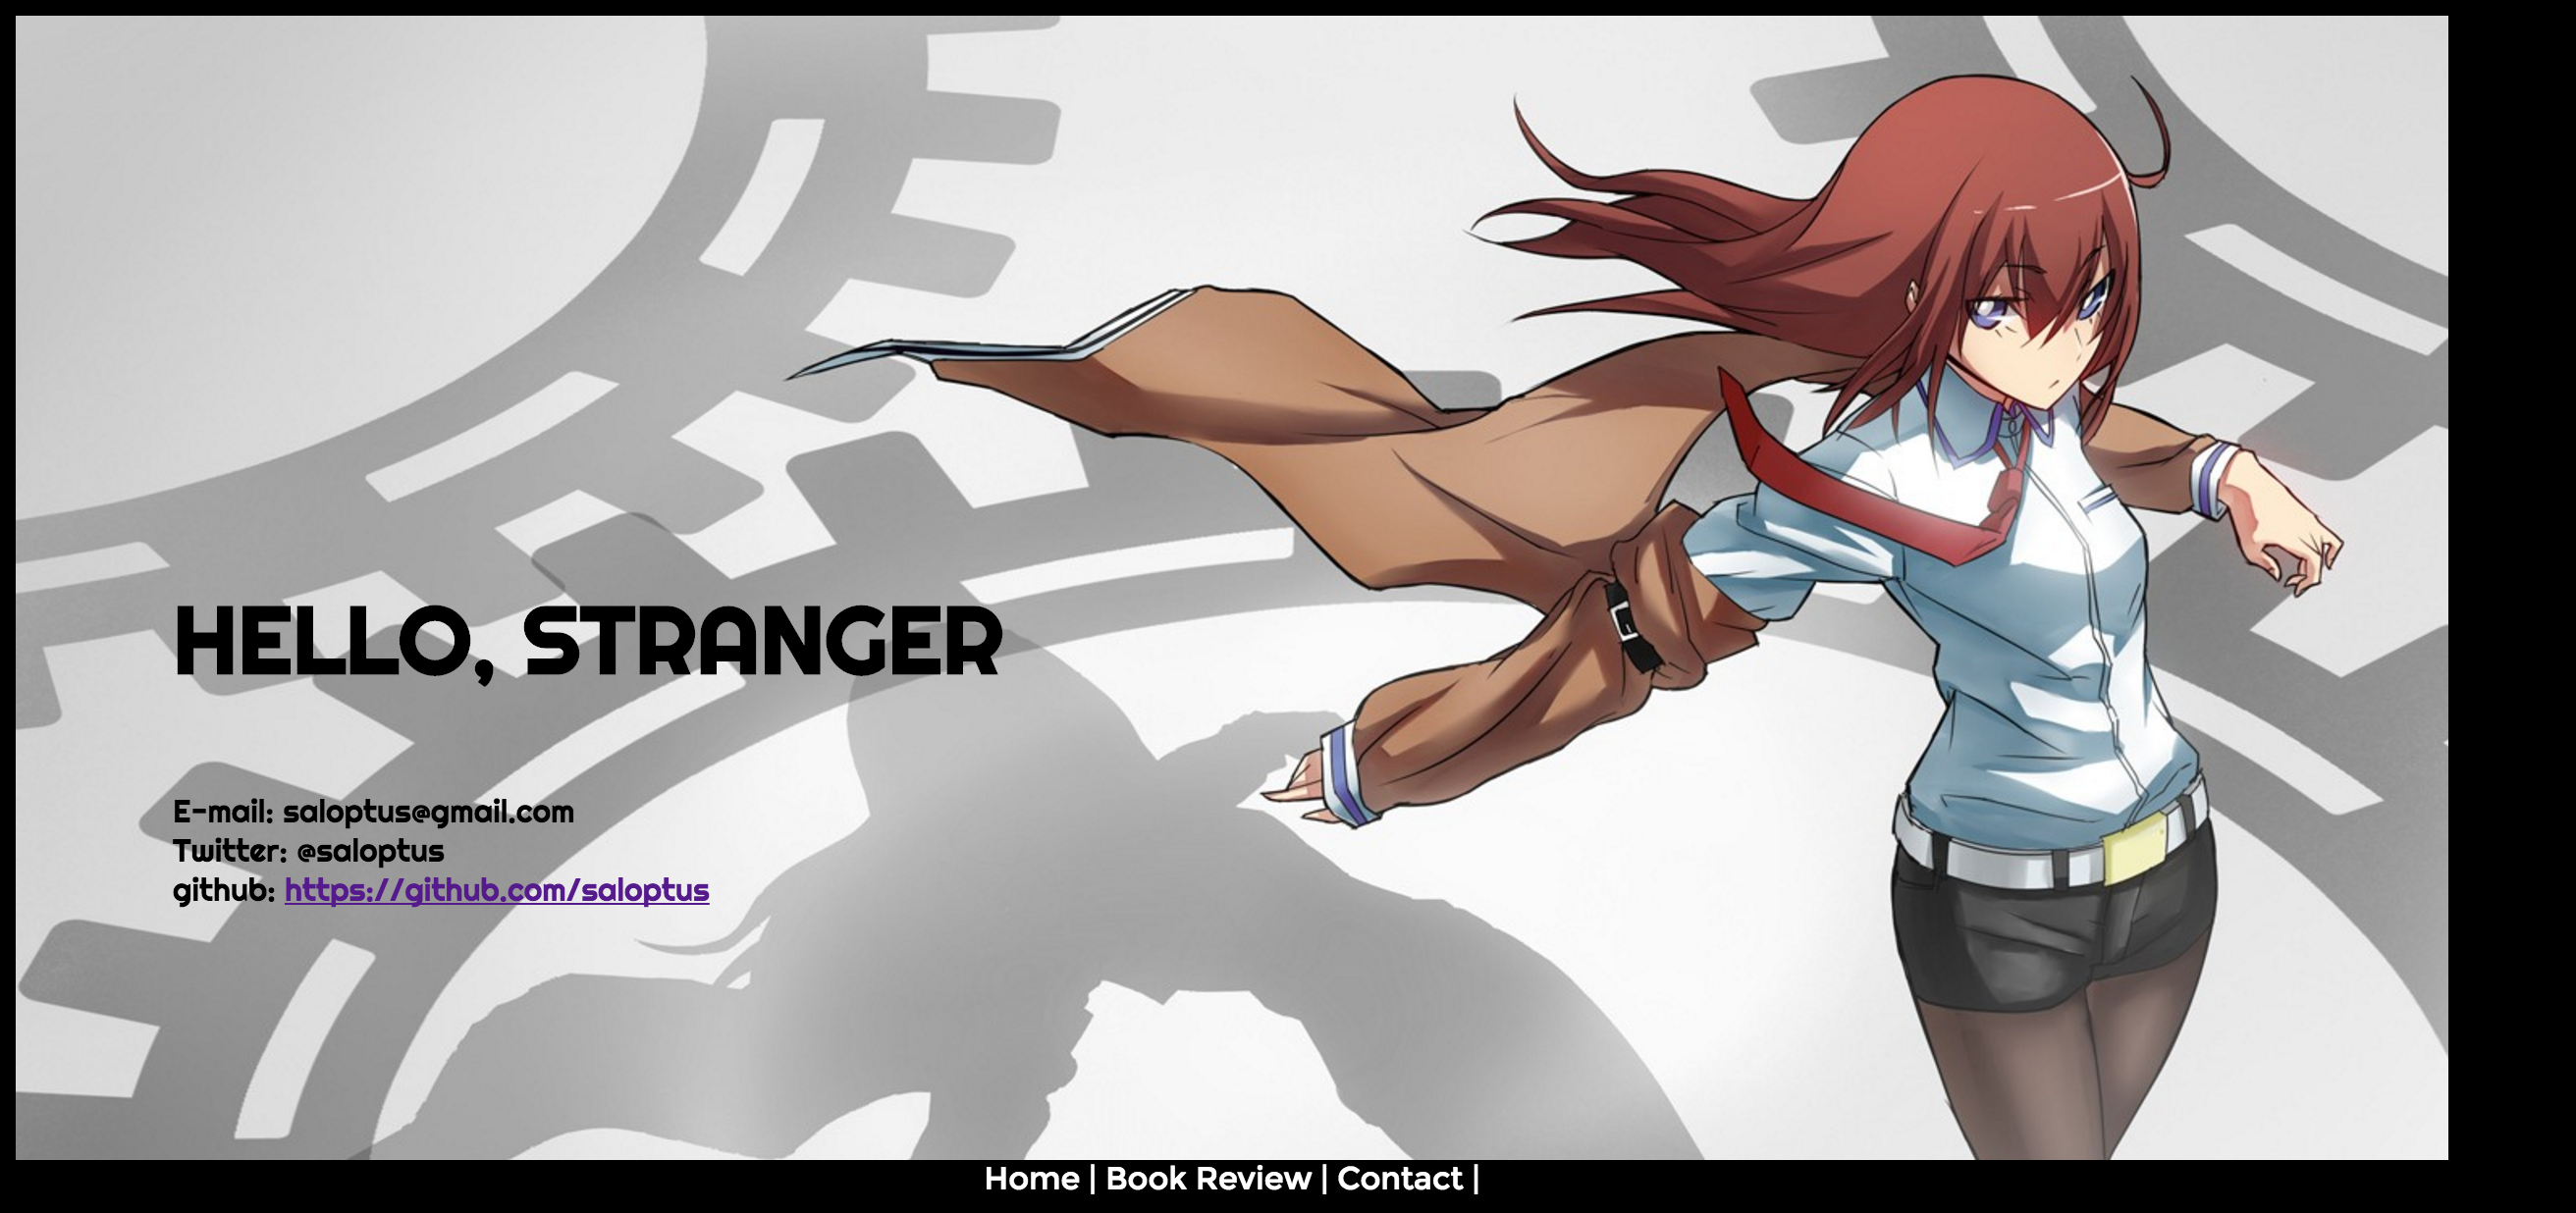 HELLO, STRANGER
E-mail: saloptus@gmail.com
Twitter: @saloptus
github: https://github.com/saloptus
Home | Book Review | Contact |